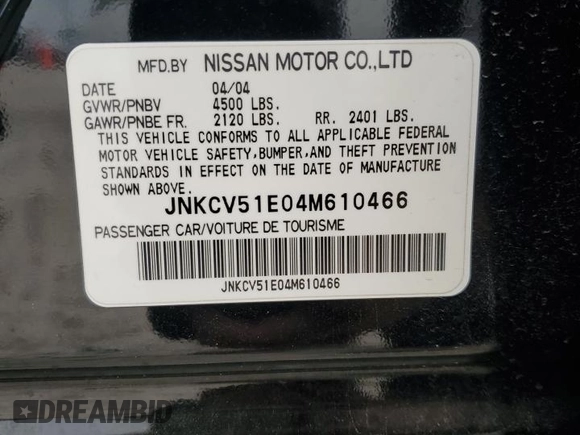 MFD.BY NISSAN MOTOR CO.,LTD
DATE 04/04
GVWR/PNBV 4500 LBS.
GAWR/PNBE FR. 2120 LBS. RR. 2401 LBS.
THIS VEHICLE CONFORMS TO ALL APPLICABLE FEDERAL
MOTOR VEHICLE SAFETY,BUMPER,AND THEFT PREVENTION
STANDARDS IN EFFECT ON THE DATE OF MANUFACTURE
SHOWN ABOVE. JNKCV51E04M610466
PASSENGER CAR/VOITURE DE TOURISME
JNKCV51E04M610466
DREAMBID